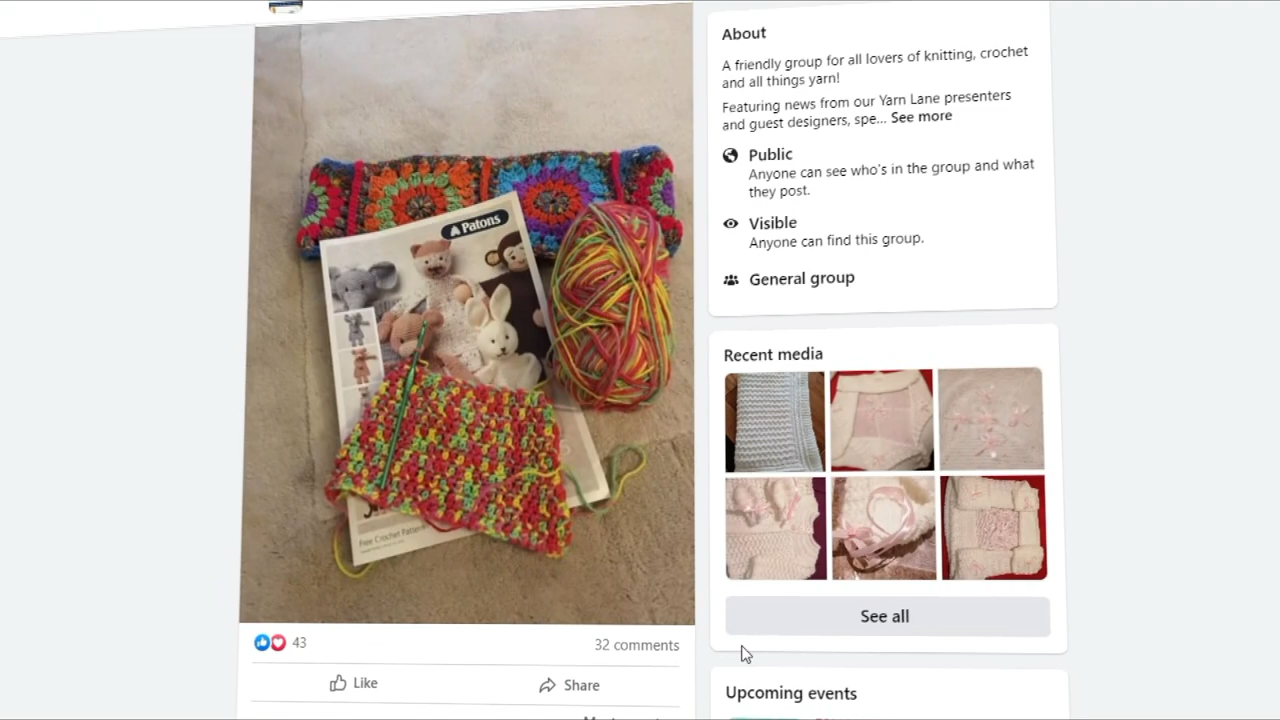 Patons
Free Crochet Pattern
43
32 comments
Like
Share
About
A friendly group for all lovers of knitting, crochet
and all things yarn!
Featuring news from our Yarn Lane presenters
and guest designers, spe... See more
Public
Anyone can see who's in the group and what
they post.
Visible
Anyone can find this group.
General group
Recent media
See all
Upcoming events